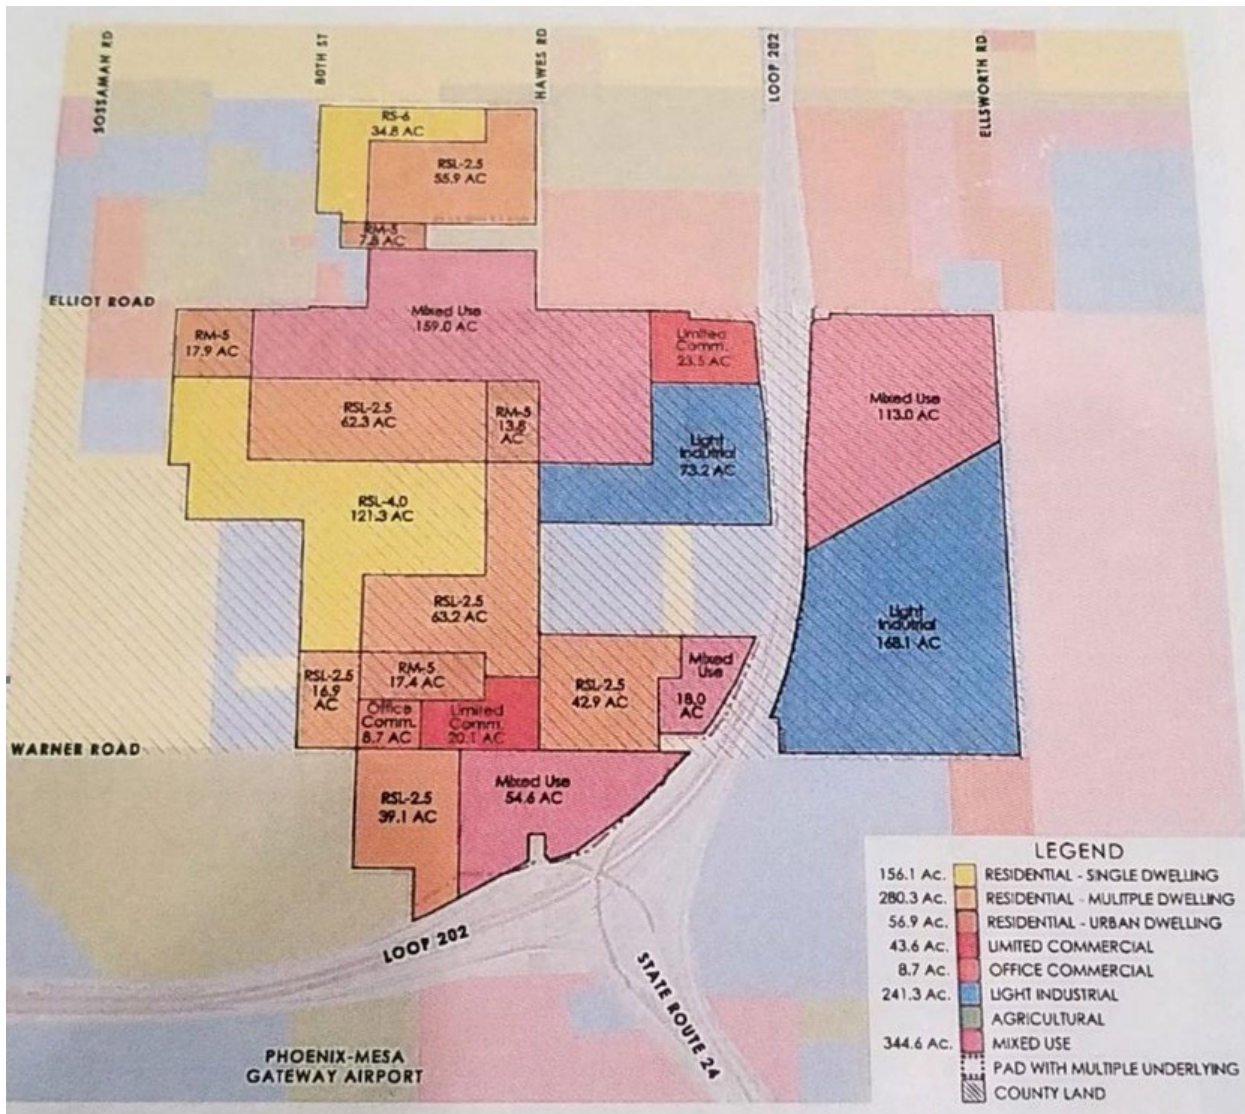 SOSSAMAN RD
80TH ST
HAWES RD
LOOP 202
ELLSWORTH RD
RS-6
34.8 AC
RSL-2.5
55.9 AC
RM-5
7.8 AC
ELLIOT ROAD
Mixed Use
159.0 AC
RM-5
17.9 AC
Limited
Comm.
23.5 AC
Mixed Use
113.0 AC
RSL-2.5
62.3 AC
RM-5
13.8
AC
Light
Industrial
73.2 AC
RSL-4.0
121.3 AC
RSL-2.5
63.2 AC
Light
Industrial
168.1 AC
RSL-2.5
16.9
AC
RM-5
17.4 AC
RSL-2.5
42.9 AC
Mixed
Use
18.0
AC
Office
Comm.
8.7 AC
Limited
Comm.
20.1 AC
WARNER ROAD
RSL-2.5
39.1 AC
Mixed Use
54.6 AC
LOOP 202
STATE ROUTE 24
PHOENIX-MESA
GATEWAY AIRPORT
LEGEND
156.1 Ac. RESIDENTIAL - SINGLE DWELLING
280.3 Ac. RESIDENTIAL - MULITPLE DWELLING
56.9 Ac. RESIDENTIAL - URBAN DWELLING
43.6 Ac. LIMITED COMMERCIAL
8.7 Ac. OFFICE COMMERCIAL
241.3 Ac. LIGHT INDUSTRIAL
AGRICULTURAL
344.6 Ac. MIXED USE
PAD WITH MULTIPLE UNDERLYING
COUNTY LAND